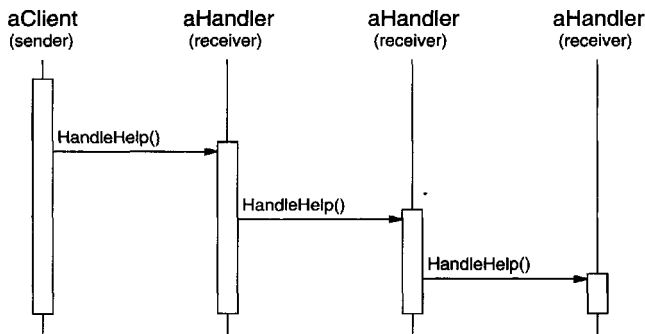 aClient
(sender)
aHandler
(receiver)
aHandler
(receiver)
aHandler
(receiver)
HandleHelp()
HandleHelp()
HandleHelp()